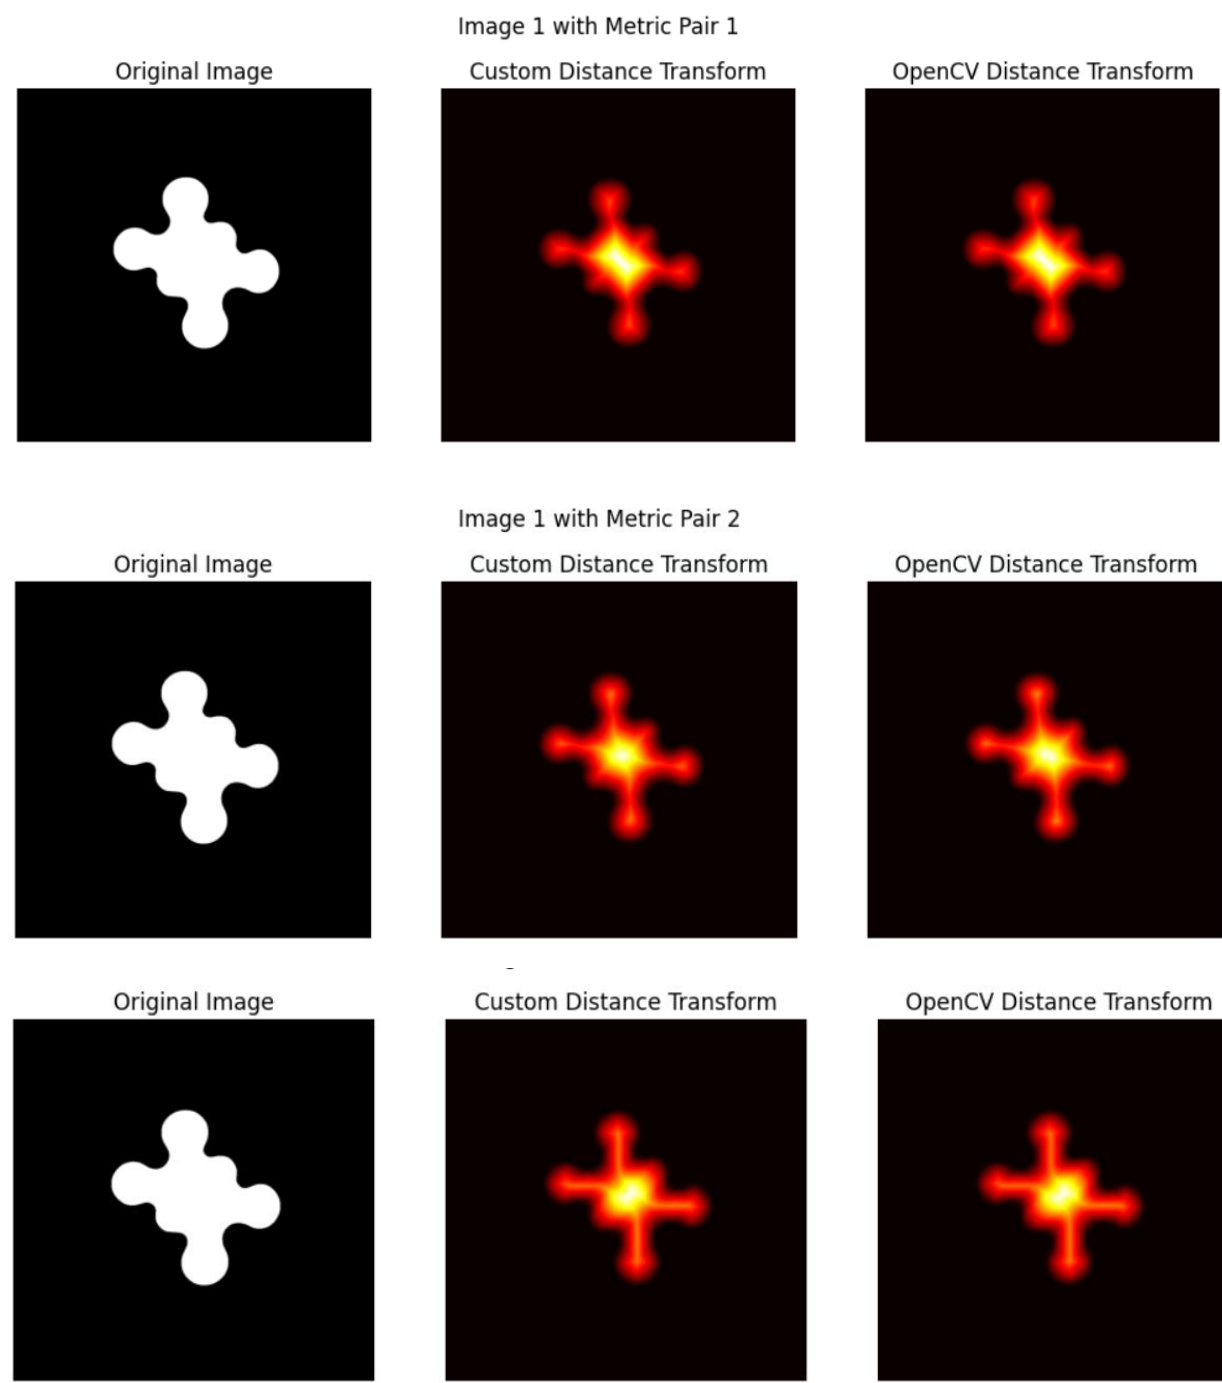 Image 1 with Metric Pair 1
Original Image Custom Distance Transform OpenCV Distance Transform
Image 1 with Metric Pair 2
Original Image Custom Distance Transform OpenCV Distance Transform
Original Image Custom Distance Transform OpenCV Distance Transform